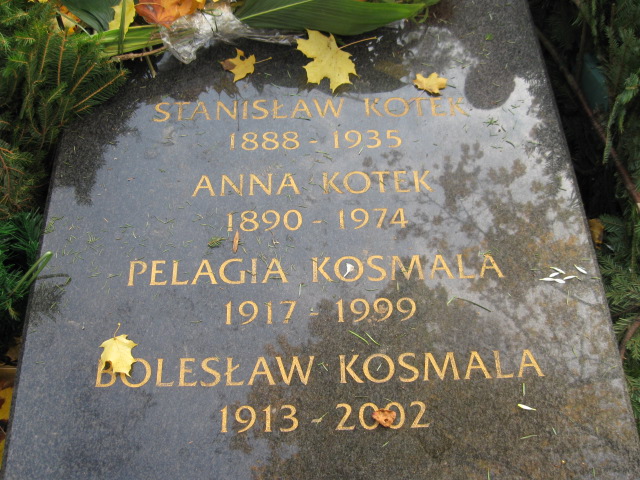 STANISŁAW KOTEK
1888 - 1935
ANNA KOTEK
1890 - 1974
PELAGIA KOSMALA
1917 - 1999
BOLESŁAW KOSMALA
1913 - 2002